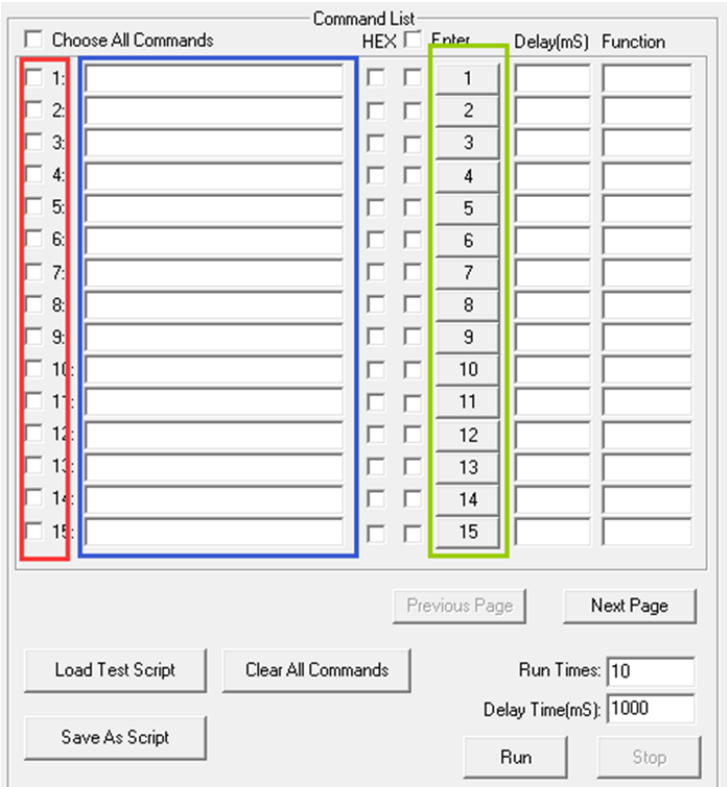 Command List
Choose All Commands HEX Enter Delay(mS) Function
1: 1
2: 2
3: 3
4: 4
5: 5
6: 6
7: 7
8: 8
9: 9
10: 10
11: 11
12: 12
13: 13
14: 14
15: 15
Previous Page Next Page
Load Test Script Clear All Commands Run Times: 10
Delay Time(mS): 1000
Save As Script
Run Stop